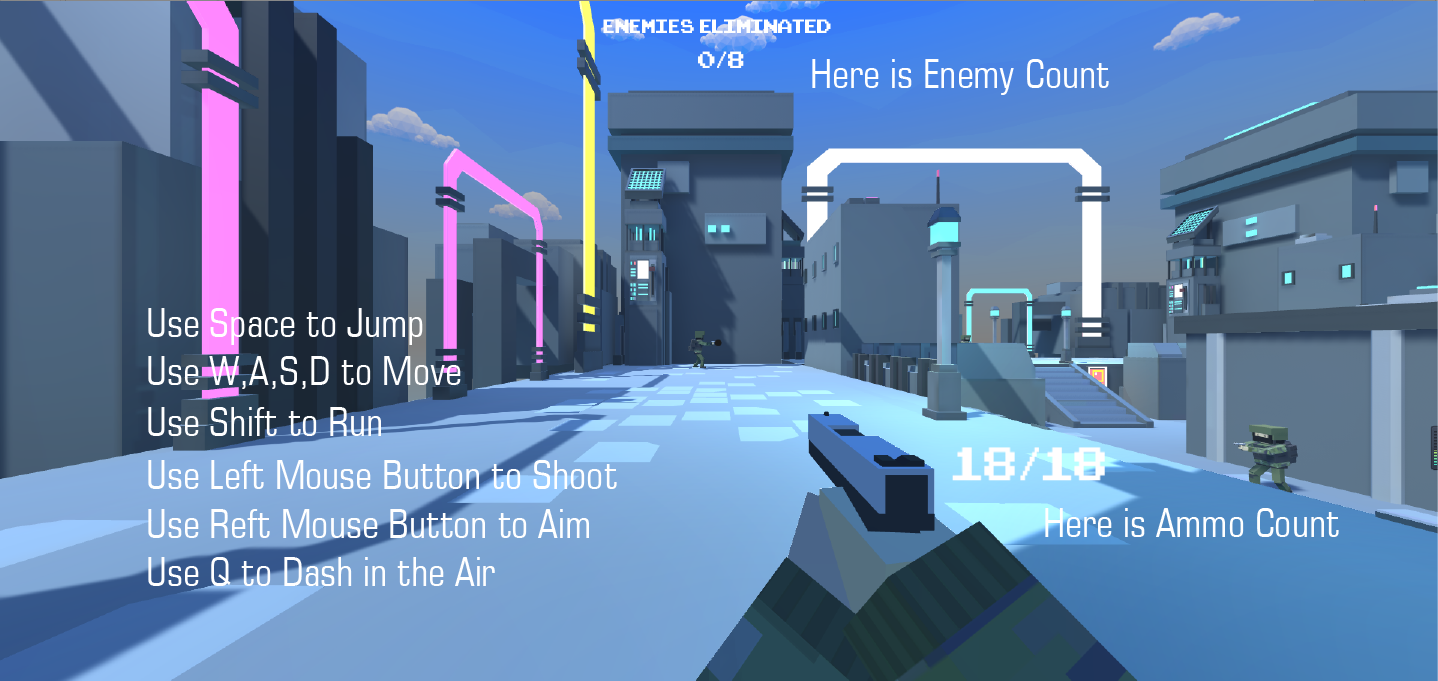 ENEMIES ELIMINATED
0/8
Here is Enemy Count
Use Space to Jump
Use W,A,S,D to Move
Use Shift to Run
Use Left Mouse Button to Shoot
Use Reft Mouse Button to Aim
Use Q to Dash in the Air
18/18
Here is Ammo Count